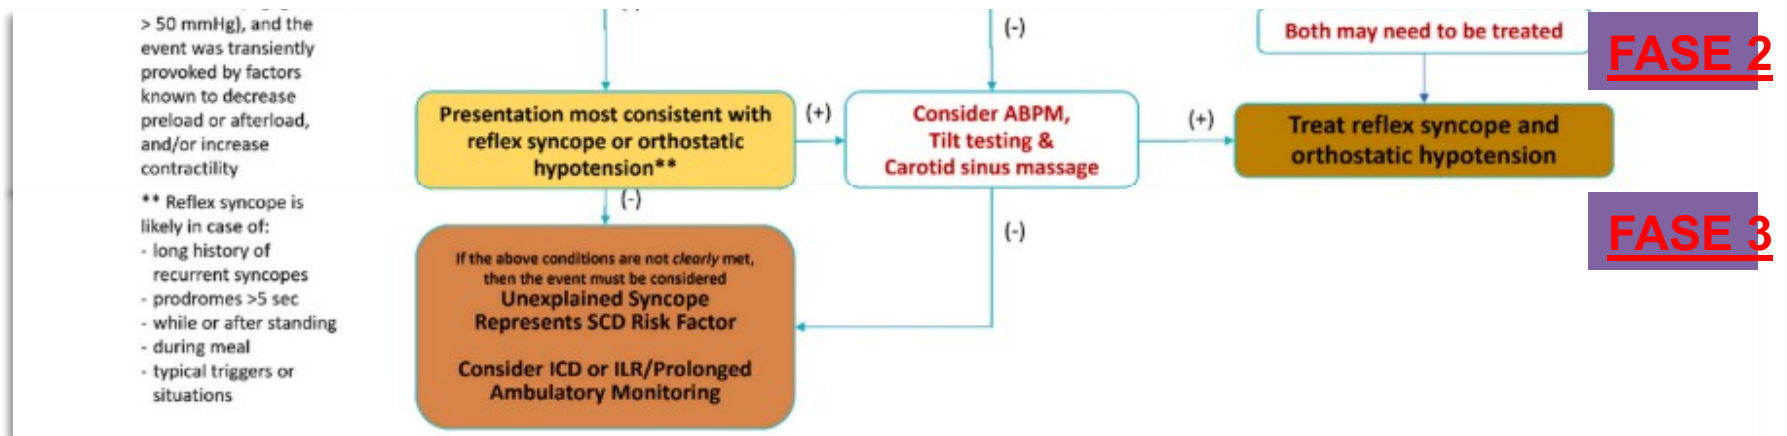 > 50 mmHg), and the
event was transiently
provoked by factors
known to decrease
preload or afterload,
and/or increase
contractility
** Reflex syncope is
likely in case of:
- long history of
recurrent syncopes
- prodromes >5 sec
- while or after standing
- during meal
- typical triggers or
situations
Presentation most consistent with
reflex syncope or orthostatic
hypotension**
(+)
(-)
If the above conditions are not clearly met,
then the event must be considered
Unexplained Syncope
Represents SCD Risk Factor
Consider ICD or ILR/Prolonged
Ambulatory Monitoring
(-)
Consider ABPM,
Tilt testing &
Carotid sinus massage
(+)
(-)
Both may need to be treated
Treat reflex syncope and
orthostatic hypotension
FASE 2
FASE 3